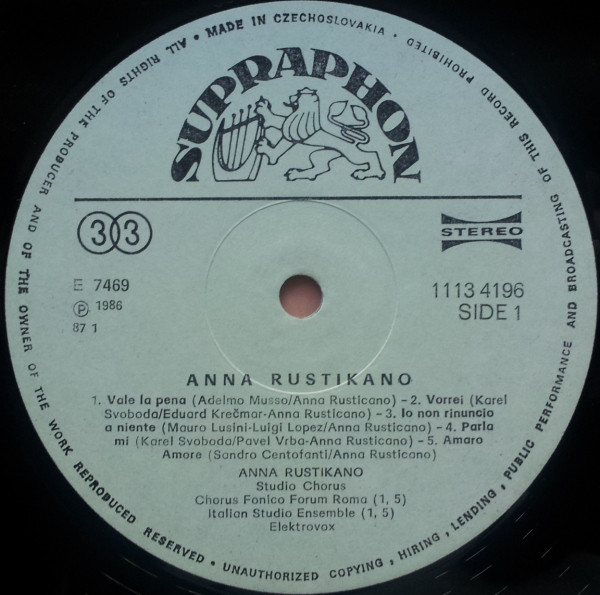 ALL RIGHTS OF THE PRODUCER AND OF THE OWNER OF THE WORK REPRODUCED RESERVED • UNAUTHORIZED COPYING, HIRING, LENDING, PUBLIC PERFORMANCE AND BROADCASTING OF THIS RECORD PROHIBITED • MADE IN CZECHOSLOVAKIA •
SUPRAPHON
33
STEREO
E 7469
Ⓟ 1986
87 1
1113 4196
SIDE 1
ANNA RUSTIKANO
1. Vale la pena (Adelmo Musso/Anna Rusticano) – 2. Vorrei (Karel
Svoboda/Eduard Krečmar-Anna Rusticano) – 3. Io non rinuncio
a niente (Mauro Lusini-Luigi Lopez/Anna Rusticano) – 4. Parla
mi (Karel Svoboda/Pavel Vrba-Anna Rusticano) – 5. Amaro
Amore (Sandro Centofanti/Anna Rusticano)
ANNA RUSTIKANO
Studio Chorus
Chorus Fonico Forum Roma (1, 5)
Italian Studio Ensemble (1, 5)
Elektrovox